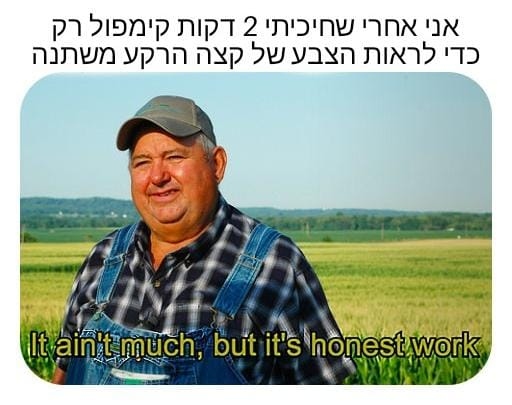 אני אחרי שחיכיתי 2 דקות קימפול רק
כדי לראות הצבע של קצה הרקע משתנה
It ain't much, but it's honest work